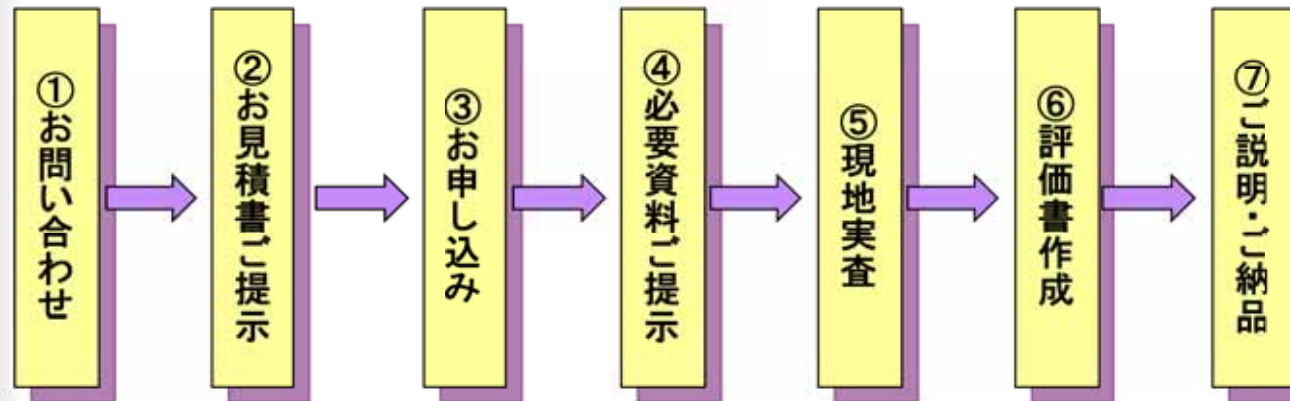 ①お問い合わせ
②お見積書ご提示
③お申し込み
④必要資料ご提示
⑤現地実査
⑥評価書作成
⑦ご説明・ご納品